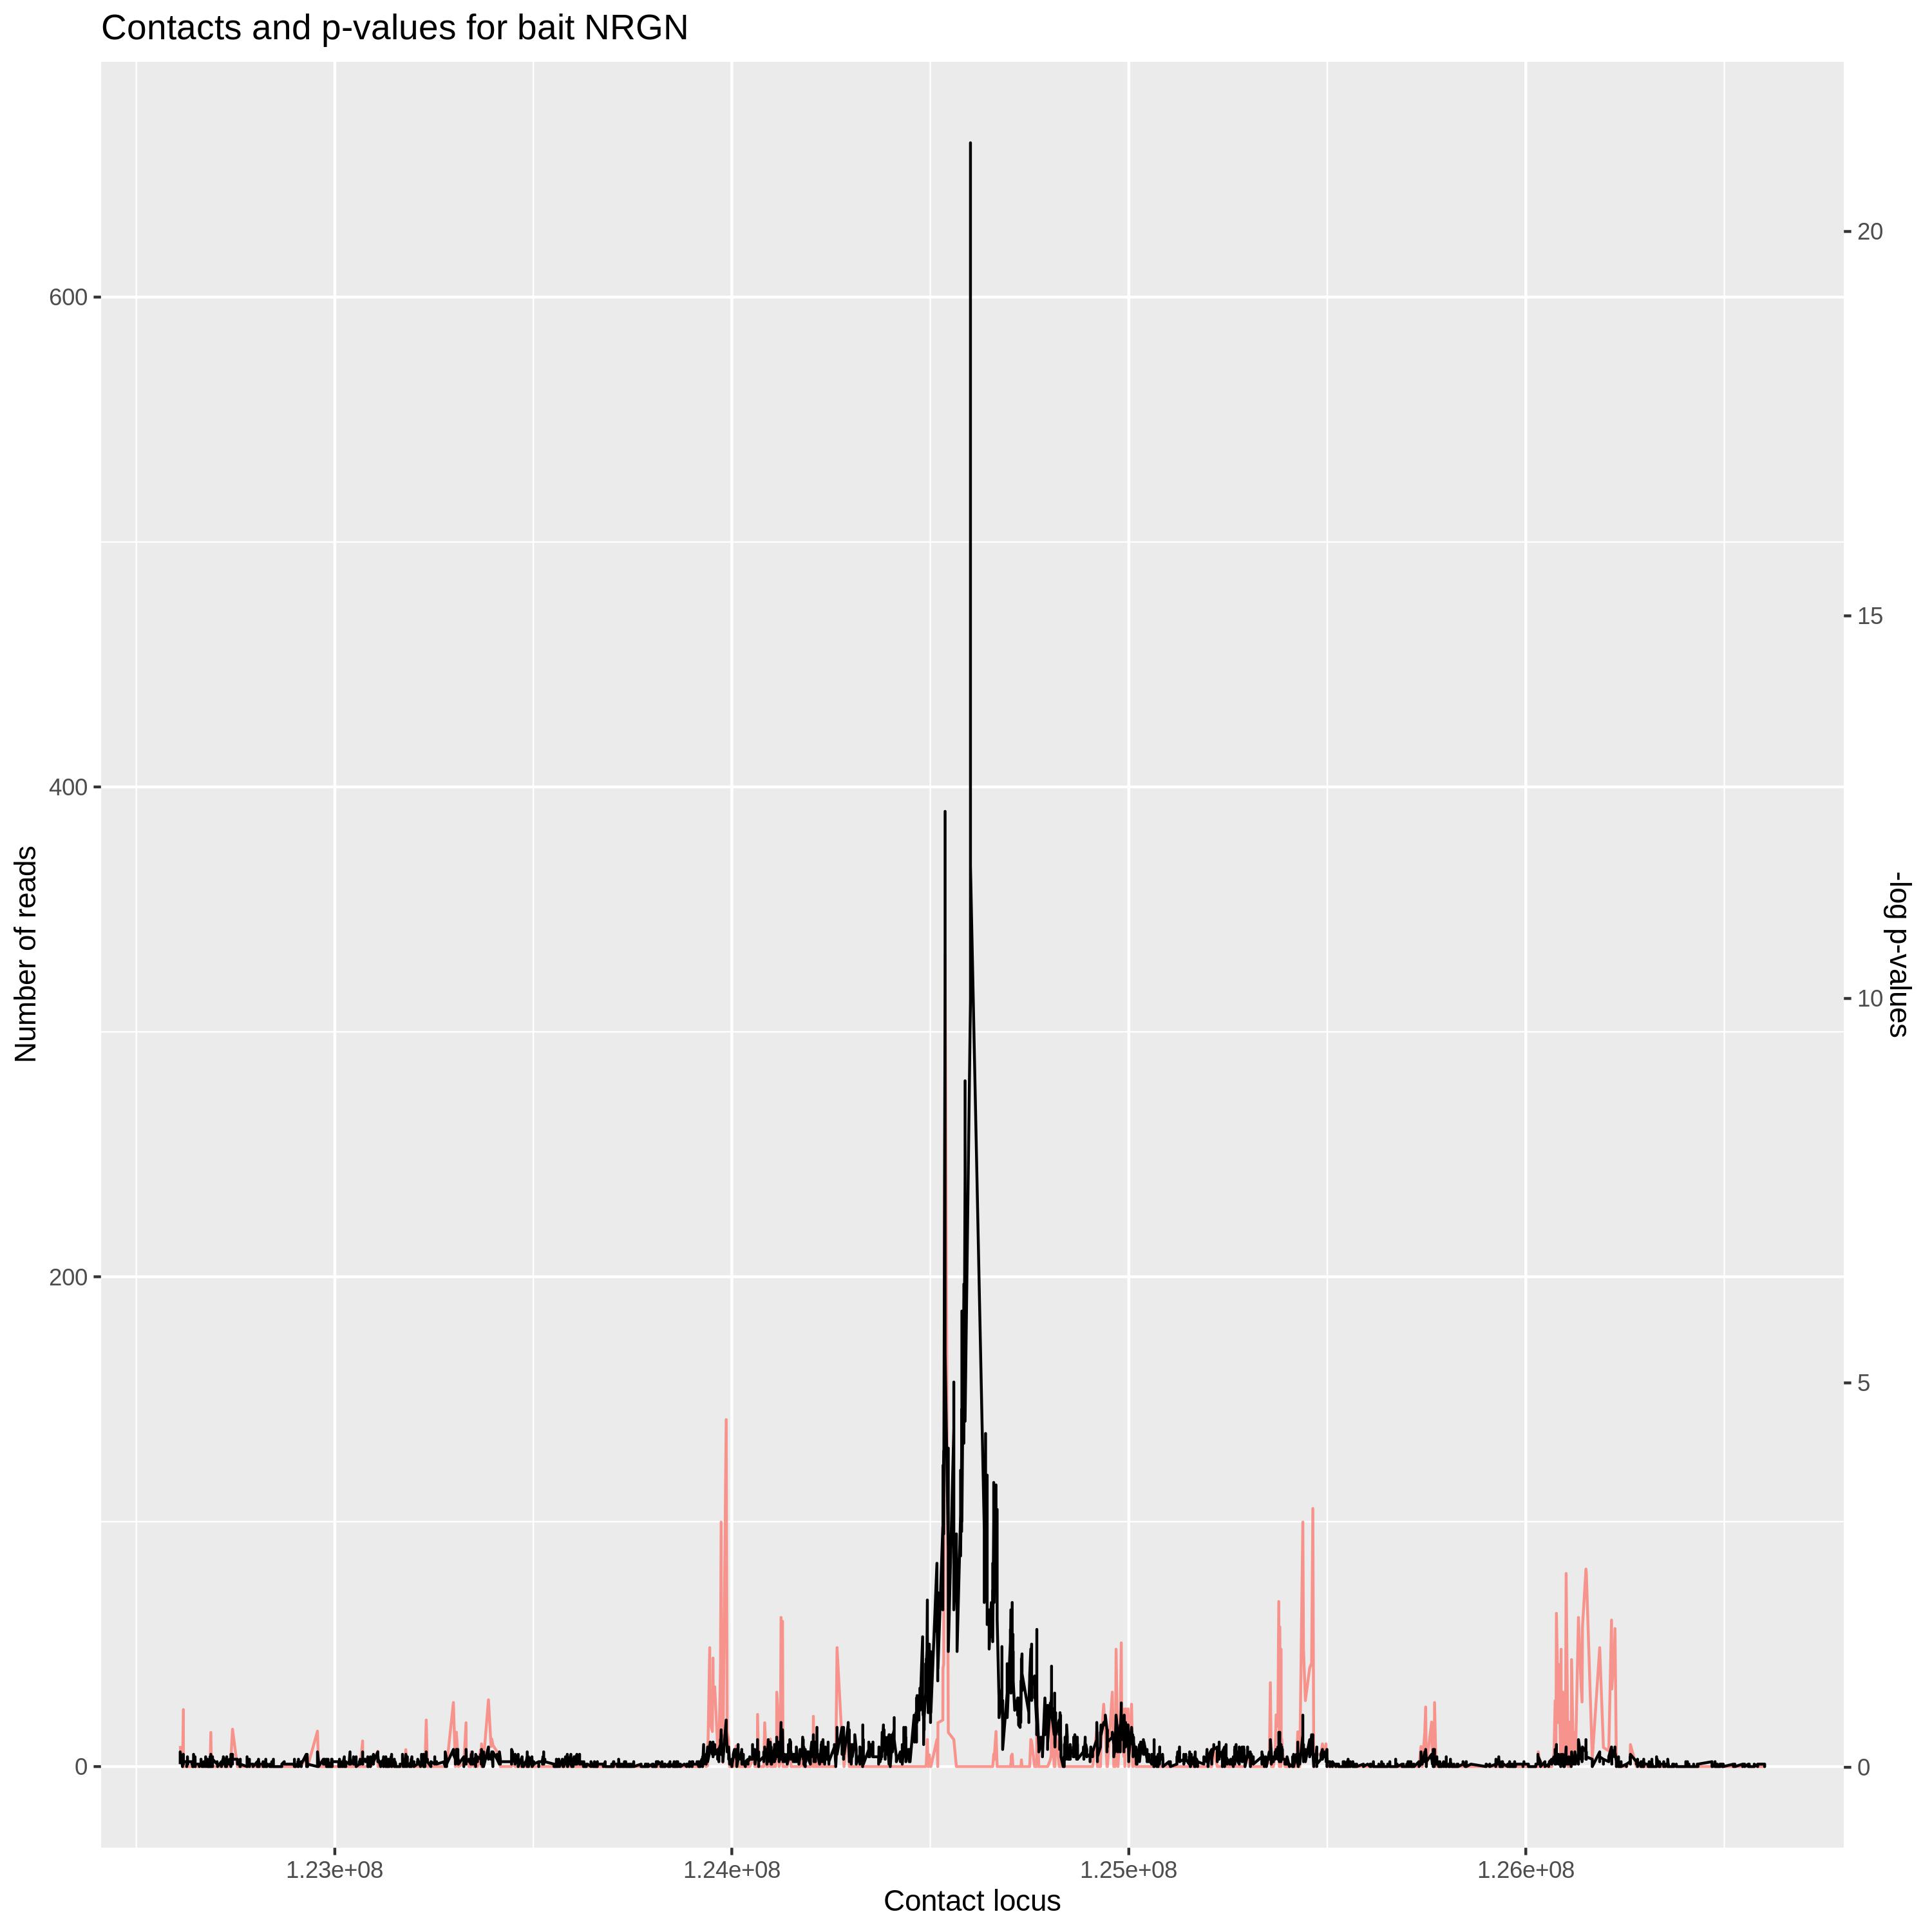 Contacts and p-values for bait NRGN
600
400
200
0
Number of reads
20
15
10
5
0
-log p-values
1.23e+08
1.24e+08
1.25e+08
1.26e+08
Contact locus